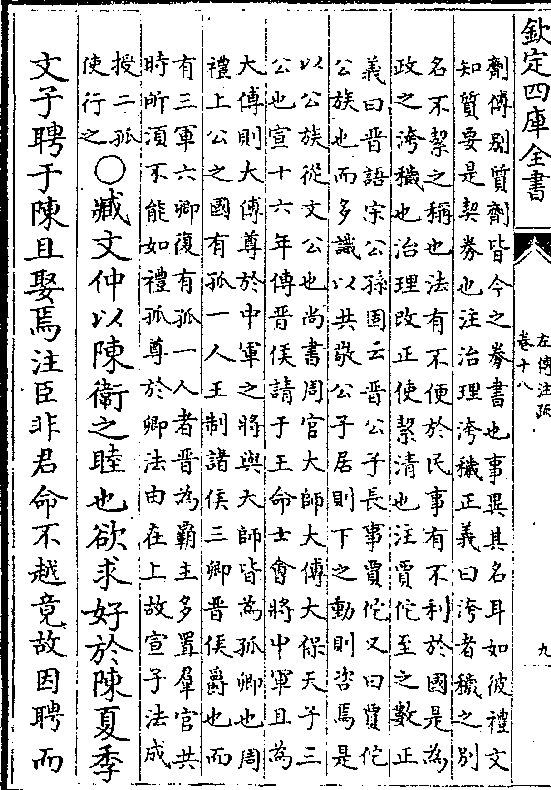 欽定四庫全書
左傳注疏
卷十八
九
劑傅别質劑皆今之券書也事異其名耳如彼禮文
知質要是契券也注治理洿穢正義曰洿者穢之别
名不絜之稱也法有不便於民事有不利於國是為
政之洿穢也治理改正使絜清也注賈佗至之數正
義曰晉語宋公孫固云晉公子長事賈佗又曰賈佗
公族也而多識以共敬公子居則下之動則咨焉是
以公族從文公也尚書周官大師大傅大保天子三
公也宣十六年傳晉侯請于王命士會將中軍且為
大傅則大傅尊於中軍之將與大師皆為孤卿也周
禮上公之國有孤一人王制諸侯三卿晉侯爵也而
有三軍六卿復有孤一人者晉為霸主多置羣官共
時所須不能如禮孤尊於卿法由在上故宣子法成
授二孤
使行之
○臧文仲以陳衛之睦也欲求好於陳夏季
文子聘于陳且娶焉注臣非君命不越竟故因聘而